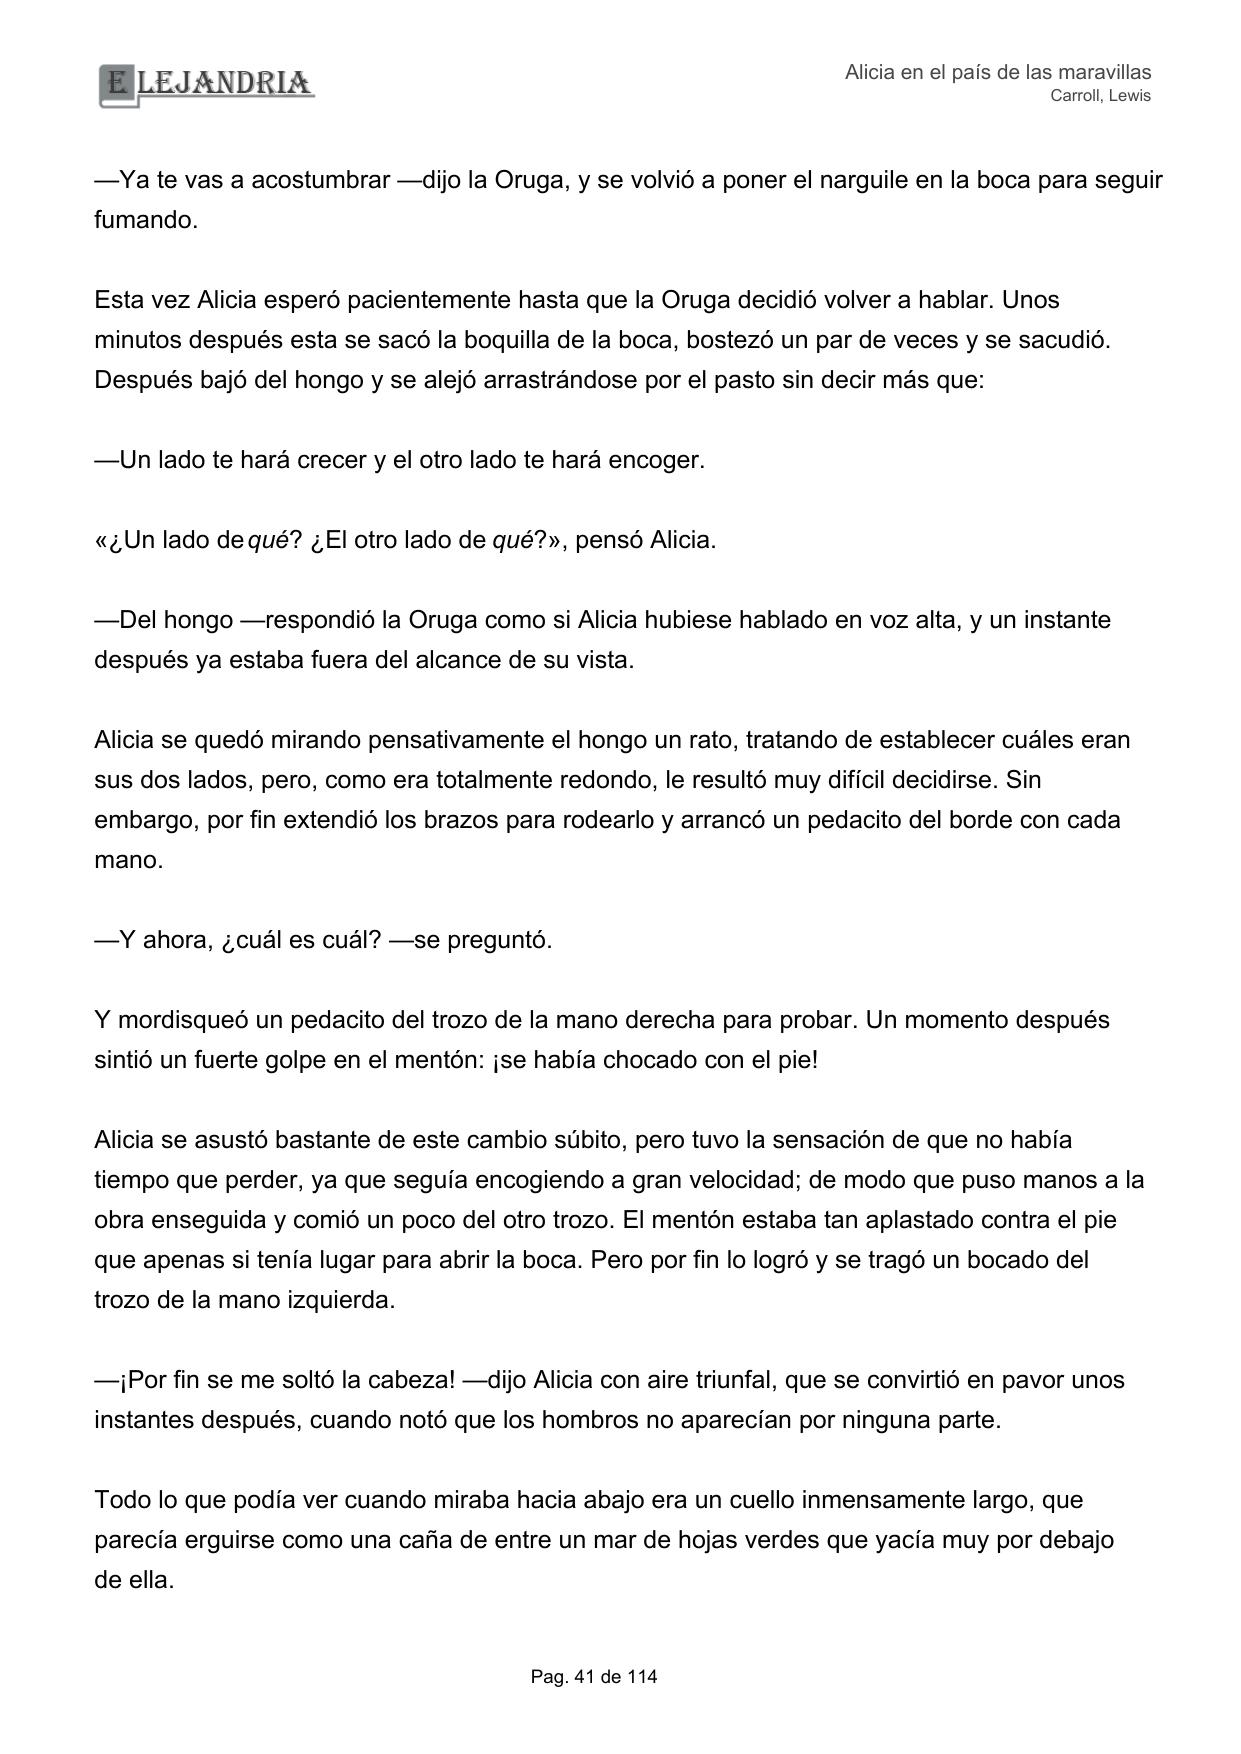 ELEJANDRIA
Alicia en el país de las maravillas
Carroll, Lewis
—Ya te vas a acostumbrar —dijo la Oruga, y se volvió a poner el narguile en la boca para seguir
fumando.
Esta vez Alicia esperó pacientemente hasta que la Oruga decidió volver a hablar. Unos
minutos después esta se sacó la boquilla de la boca, bostezó un par de veces y se sacudió.
Después bajó del hongo y se alejó arrastrándose por el pasto sin decir más que:
—Un lado te hará crecer y el otro lado te hará encoger.
«¿Un lado de qué? ¿El otro lado de qué?», pensó Alicia.
—Del hongo —respondió la Oruga como si Alicia hubiese hablado en voz alta, y un instante
después ya estaba fuera del alcance de su vista.
Alicia se quedó mirando pensativamente el hongo un rato, tratando de establecer cuáles eran
sus dos lados, pero, como era totalmente redondo, le resultó muy difícil decidirse. Sin
embargo, por fin extendió los brazos para rodearlo y arrancó un pedacito del borde con cada
mano.
—Y ahora, ¿cuál es cuál? —se preguntó.
Y mordisqueó un pedacito del trozo de la mano derecha para probar. Un momento después
sintió un fuerte golpe en el mentón: ¡se había chocado con el pie!
Alicia se asustó bastante de este cambio súbito, pero tuvo la sensación de que no había
tiempo que perder, ya que seguía encogiendo a gran velocidad; de modo que puso manos a la
obra enseguida y comió un poco del otro trozo. El mentón estaba tan aplastado contra el pie
que apenas si tenía lugar para abrir la boca. Pero por fin lo logró y se tragó un bocado del
trozo de la mano izquierda.
—¡Por fin se me soltó la cabeza! —dijo Alicia con aire triunfal, que se convirtió en pavor unos
instantes después, cuando notó que los hombros no aparecían por ninguna parte.
Todo lo que podía ver cuando miraba hacia abajo era un cuello inmensamente largo, que
parecía erguirse como una caña de entre un mar de hojas verdes que yacía muy por debajo
de ella.
Pag. 41 de 114